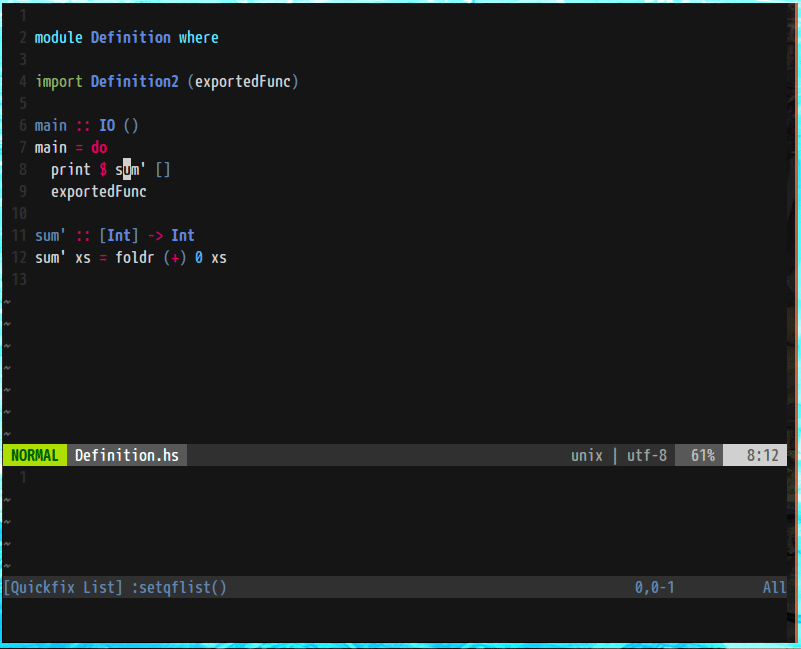 1
2 module Definition where
3
4 import Definition2 (exportedFunc)
5
6 main :: IO ()
7 main = do
8   print $ sum' []
9   exportedFunc
10
11 sum' :: [Int] -> Int
12 sum' xs = foldr (+) 0 xs
13
~
~
~
~
~
~
~
NORMAL Definition.hs unix | utf-8 61% 8:12
1
~
~
~
~
[Quickfix List] :setqflist() 0,0-1 All